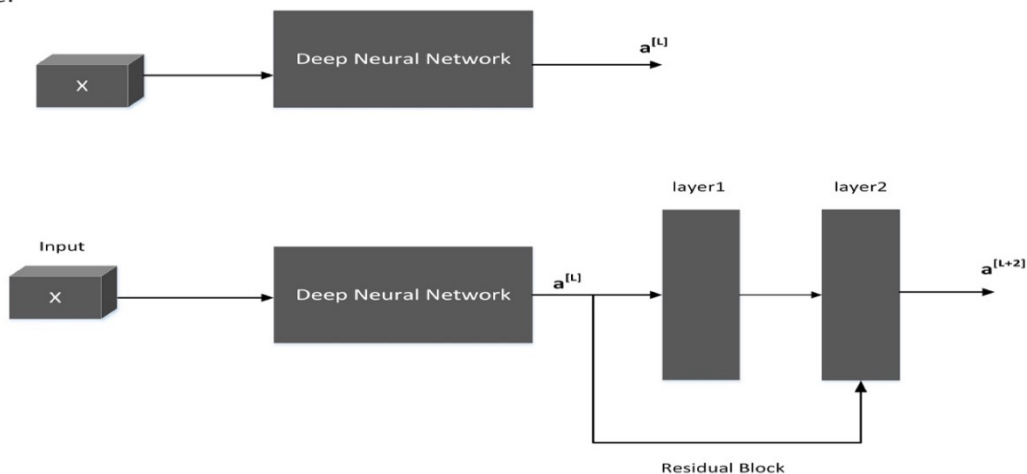 a[L]
Deep Neural Network
X
layer1
layer2
Input
a[L+2]
a[L]
Deep Neural Network
X
Residual Block